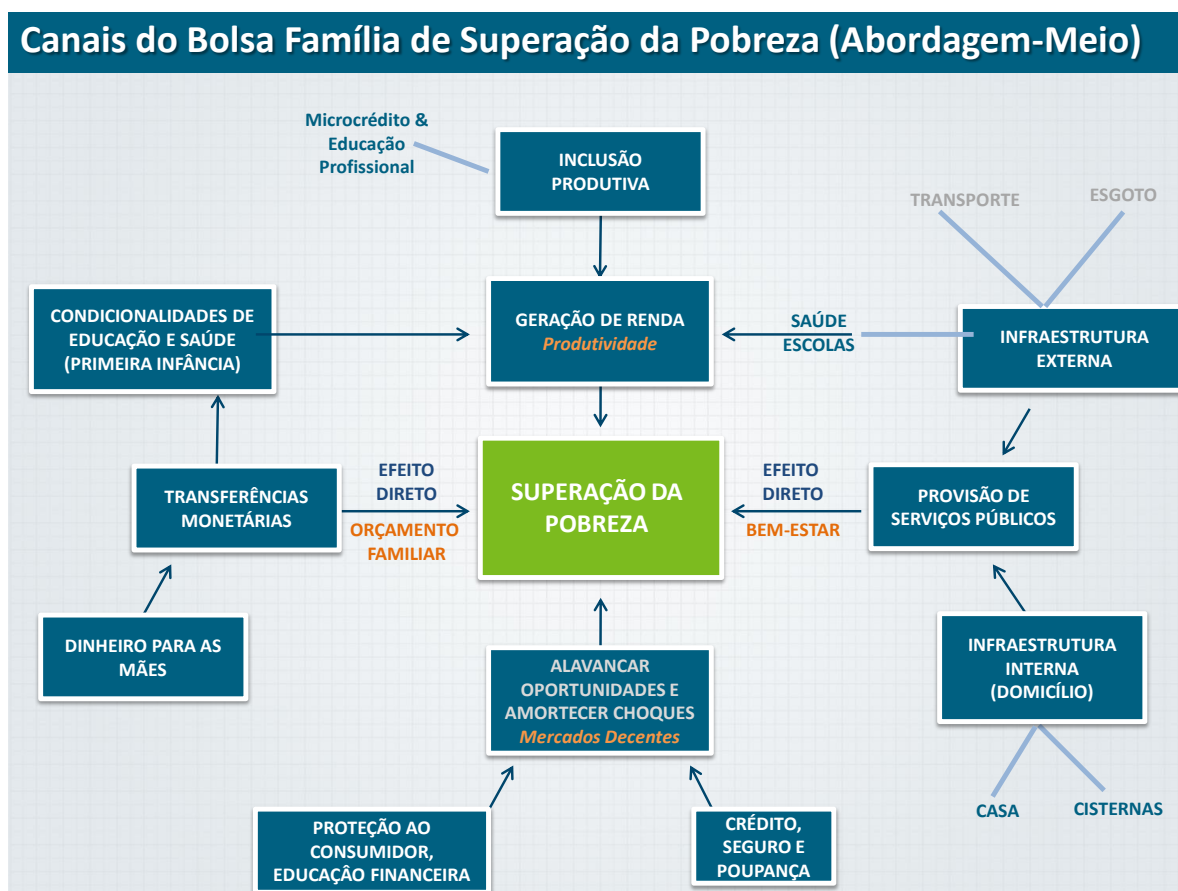 Canais do Bolsa Família de Superação da Pobreza (Abordagem-Meio)
Microcrédito &
Educação
Profissional
INCLUSÃO
PRODUTIVA
TRANSPORTE
ESGOTO
CONDICIONALIDADES DE
EDUCAÇÃO E SAÚDE
(PRIMEIRA INFÂNCIA)
GERAÇÃO DE RENDA
Produtividade
SAÚDE
ESCOLAS
INFRAESTRUTURA
EXTERNA
TRANSFERÊNCIAS
MONETÁRIAS
EFEITO
DIRETO
ORÇAMENTO
FAMILIAR
SUPERAÇÃO DA
POBREZA
EFEITO
DIRETO
BEM-ESTAR
PROVISÃO DE
SERVIÇOS PÚBLICOS
DINHEIRO PARA AS
MÃES
ALAVANCAR
OPORTUNIDADES E
AMORTECER CHOQUES
Mercados Decentes
INFRAESTRUTURA
INTERNA
(DOMICÍLIO)
CASA
CISTERNAS
PROTEÇÃO AO
CONSUMIDOR,
EDUCAÇÂO FINANCEIRA
CRÉDITO,
SEGURO E
POUPANÇA